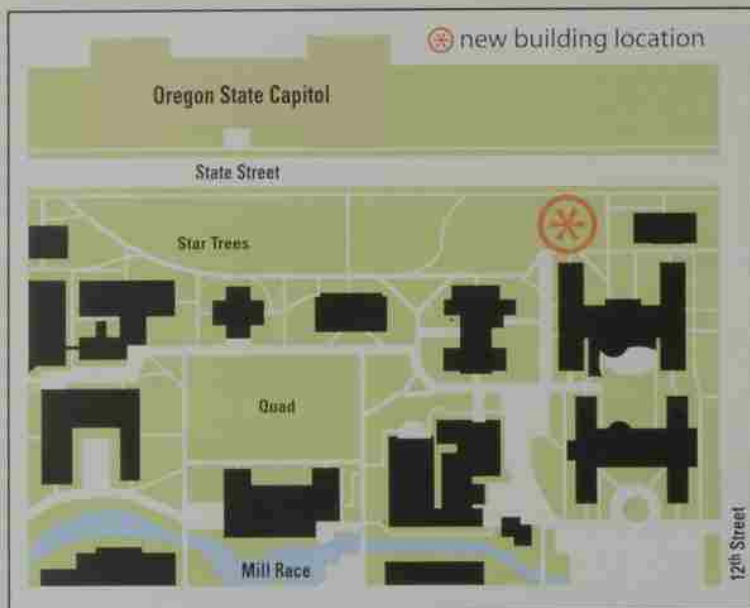 new building location
Oregon State Capitol
State Street
Star Trees
Quad
Mill Race
12th Street